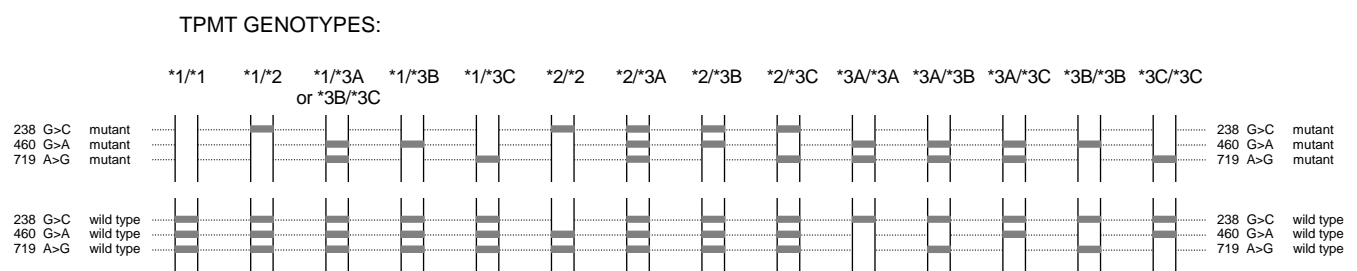 TPMT GENOTYPES:
*1/*1 *1/*2 *1/*3A *1/*3B *1/*3C *2/*2 *2/*3A *2/*3B *2/*3C *3A/*3A *3A/*3B *3A/*3C *3B/*3B *3C/*3C
or *3B/*3C
238 G>C mutant 238 G>C mutant
460 G>A mutant 460 G>A mutant
719 A>G mutant 719 A>G mutant
238 G>C wild type 238 G>C wild type
460 G>A wild type 460 G>A wild type
719 A>G wild type 719 A>G wild type